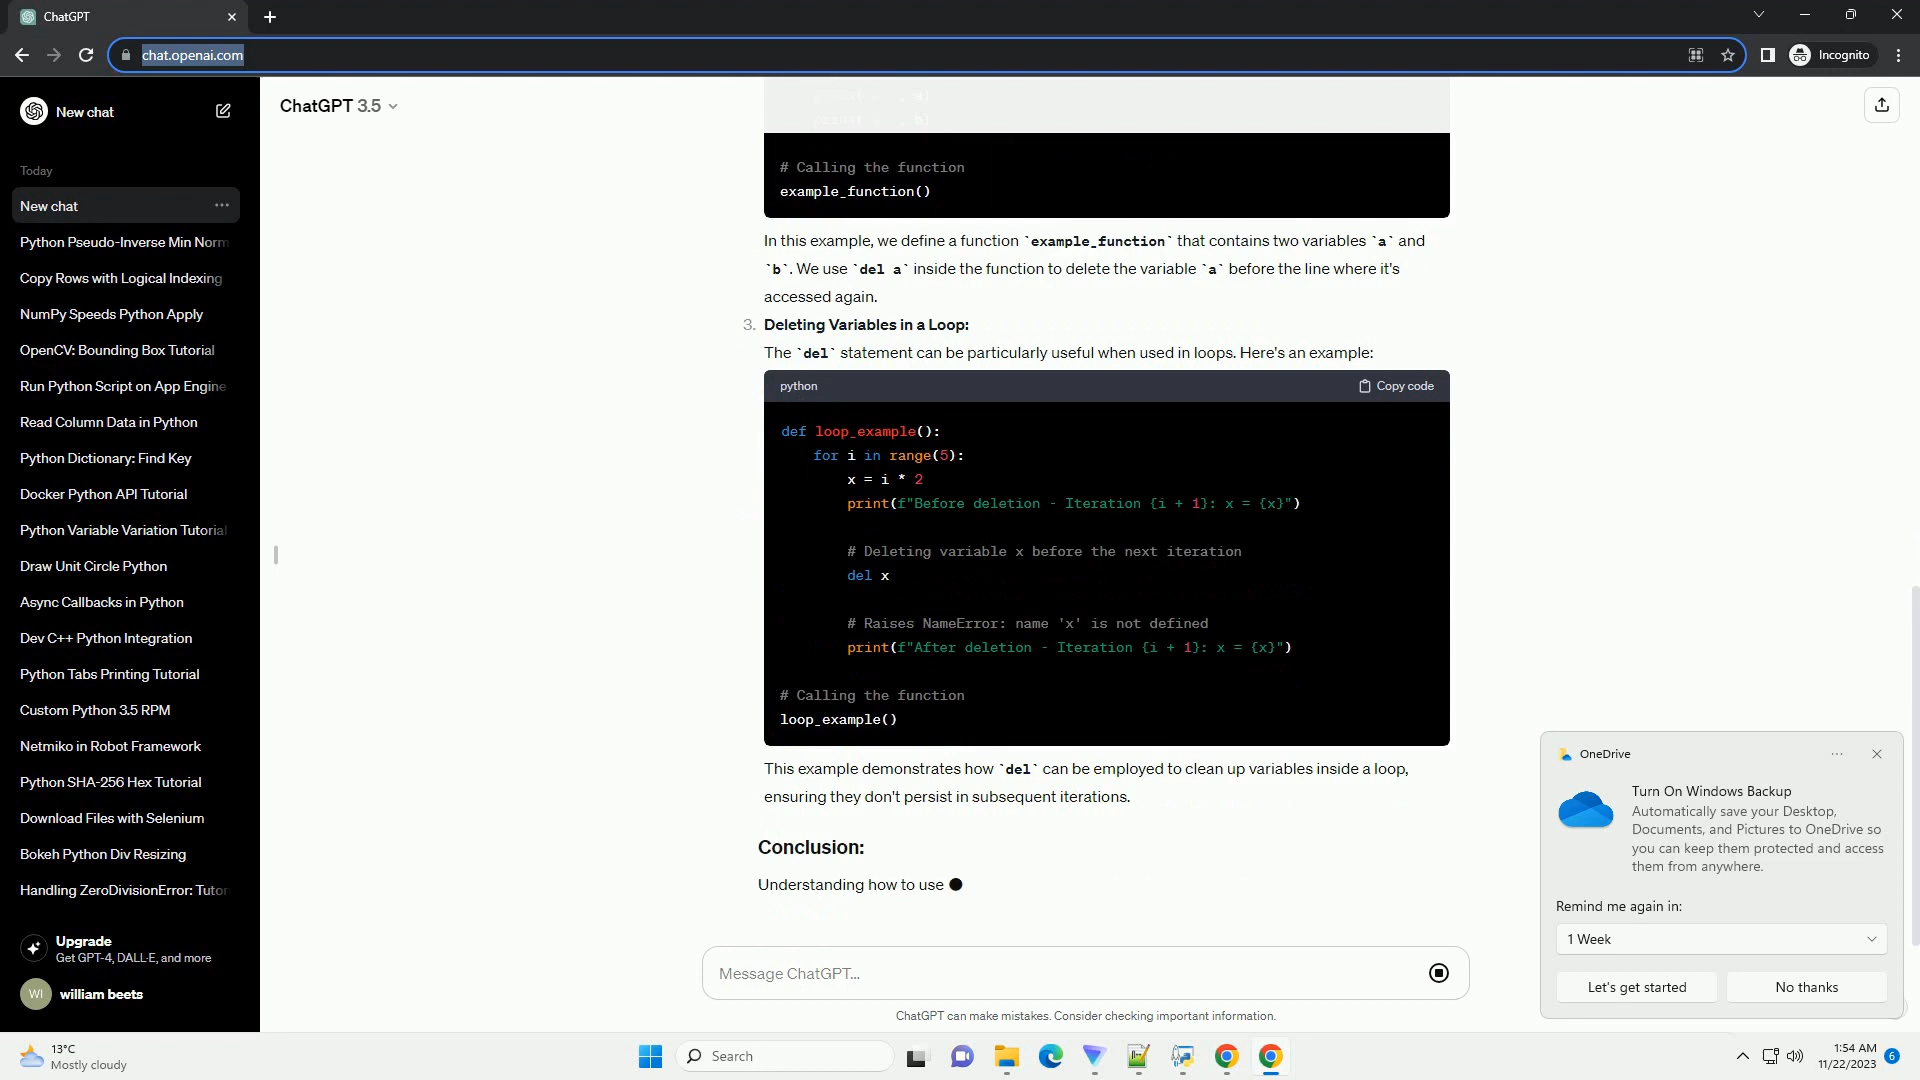 ChatGPT
chat.openai.com
Incognito
New chat
ChatGPT 3.5
Today
New chat
Python Pseudo-Inverse Min Norm
Copy Rows with Logical Indexing
NumPy Speeds Python Apply
OpenCV: Bounding Box Tutorial
Run Python Script on App Engine
Read Column Data in Python
Python Dictionary: Find Key
Docker Python API Tutorial
Python Variable Variation Tutorial
Draw Unit Circle Python
Async Callbacks in Python
Dev C++ Python Integration
Python Tabs Printing Tutorial
Custom Python 3.5 RPM
Netmiko in Robot Framework
Python SHA-256 Hex Tutorial
Download Files with Selenium
Bokeh Python Div Resizing
Handling ZeroDivisionError: Tutor
Upgrade
Get GPT-4, DALL·E, and more
WI
william beets
# Calling the function
example_function()
In this example, we define a function `example_function` that contains two variables `a` and
`b`. We use `del a` inside the function to delete the variable `a` before the line where it's
accessed again.
3. Deleting Variables in a Loop:
The `del` statement can be particularly useful when used in loops. Here's an example:
python
Copy code
def loop_example():
    for i in range(5):
        x = i * 2
        print(f"Before deletion - Iteration {i + 1}: x = {x}")
        # Deleting variable x before the next iteration
        del x
        # Raises NameError: name 'x' is not defined
        print(f"After deletion - Iteration {i + 1}: x = {x}")
# Calling the function
loop_example()
This example demonstrates how `del` can be employed to clean up variables inside a loop,
ensuring they don't persist in subsequent iterations.
Conclusion:
Understanding how to use
Message ChatGPT...
ChatGPT can make mistakes. Consider checking important information.
OneDrive
Turn On Windows Backup
Automatically save your Desktop,
Documents, and Pictures to OneDrive so
you can keep them protected and access
them from anywhere.
Remind me again in:
1 Week
Let's get started
No thanks
13°C
Mostly cloudy
Search
1:54 AM
11/22/2023
6